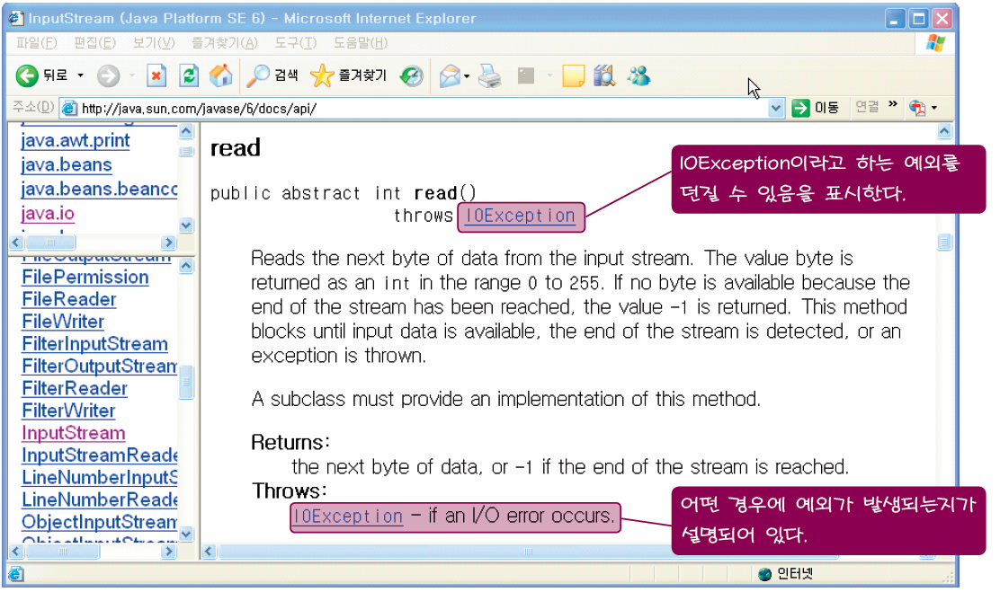 InputStream (Java Platform SE 6) - Microsoft Internet Explorer
파일(F) 편집(E) 보기(V) 즐겨찾기(A) 도구(T) 도움말(H)
뒤로 검색 즐겨찾기
주소(D) http://java.sun.com/javase/6/docs/api/ 이동 연결 »
java.awt.print
java.beans
java.beans.beancc
java.io
FileOutputStream
FilePermission
FileReader
FileWriter
FilterInputStream
FilterOutputStream
FilterReader
FilterWriter
InputStream
InputStreamReade
LineNumberInputS
LineNumberReade
ObjectInputStream
read
public abstract int read()
throws IOException
IOException이라고 하는 예외를
던질 수 있음을 표시한다.
Reads the next byte of data from the input stream. The value byte is
returned as an int in the range 0 to 255. If no byte is available because the
end of the stream has been reached, the value -1 is returned. This method
blocks until input data is available, the end of the stream is detected, or an
exception is thrown.
A subclass must provide an implementation of this method.
Returns:
the next byte of data, or -1 if the end of the stream is reached.
Throws:
IOException - if an I/O error occurs.
어떤 경우에 예외가 발생되는지가
설명되어 있다.
인터넷